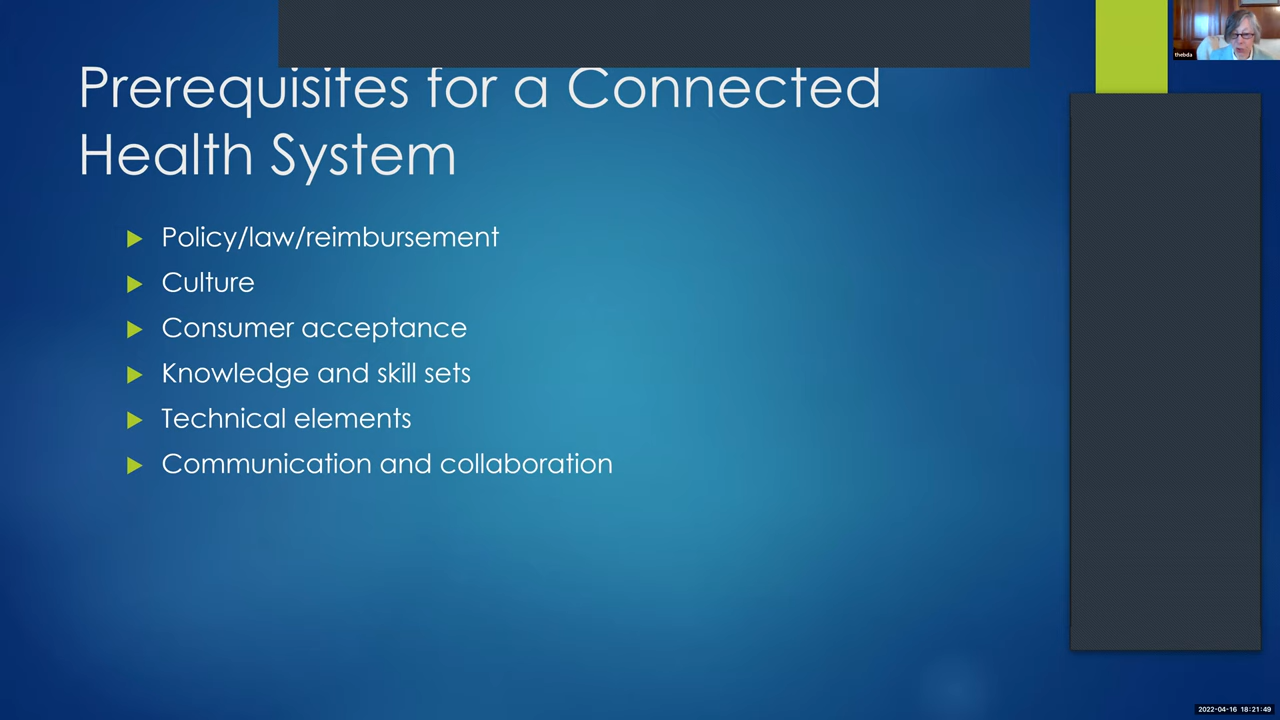 thebda
Prerequisites for a Connected
Health System
Policy/law/reimbursement
Culture
Consumer acceptance
Knowledge and skill sets
Technical elements
Communication and collaboration
2022-04-16 18:21:49